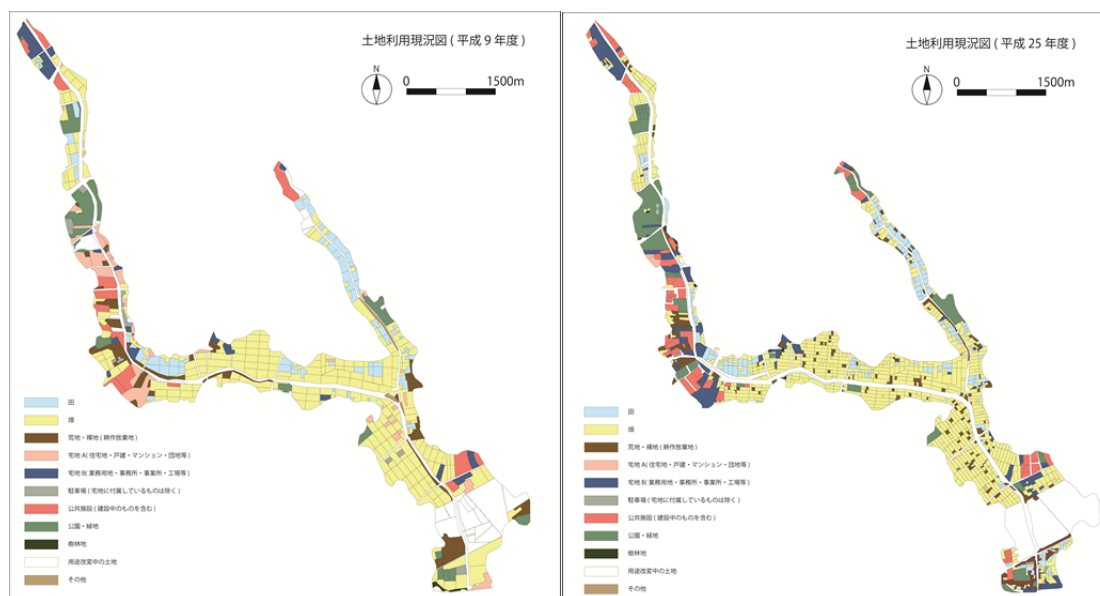 土地利用現況図 ( 平成 9 年度 )
N
0
1500m
田
畑
荒地・裸地 ( 耕作放棄地 )
宅地 A( 住宅地・戸建・マンション・団地等 )
宅地 B( 業務用地・事務所・事業所・工場等 )
駐車場 ( 宅地に付属しているものは除く )
公共施設 ( 建設中のものを含む )
公園・緑地
樹林地
用途改変中の土地
その他
土地利用現況図 ( 平成 25 年度 )
N
0
1500m
田
畑
荒地・裸地 ( 耕作放棄地 )
宅地 A( 住宅地・戸建・マンション・団地等 )
宅地 B( 業務用地・事務所・事業所・工場等 )
駐車場 ( 宅地に付属しているものは除く )
公共施設 ( 建設中のものを含む )
公園・緑地
樹林地
用途改変中の土地
その他